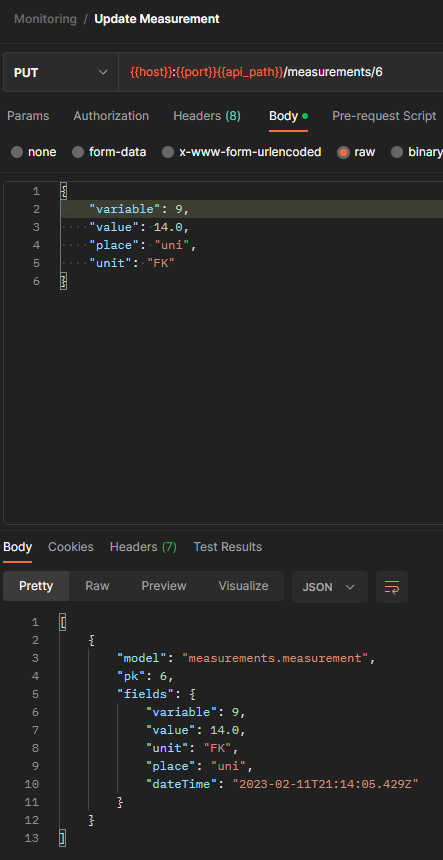 Monitoring / Update Measurement
PUT {{host}}:{{port}}{{api_path}}/measurements/6
Params Authorization Headers (8) Body Pre-request Script
none form-data x-www-form-urlencoded raw binary
1 {
2 "variable": 9,
3 "value": 14.0,
4 "place": "uni",
5 "unit": "FK"
6 }
Body Cookies Headers (7) Test Results
Pretty Raw Preview Visualize JSON
1 [
2 {
3 "model": "measurements.measurement",
4 "pk": 6,
5 "fields": {
6 "variable": 9,
7 "value": 14.0,
8 "unit": "FK",
9 "place": "uni",
10 "dateTime": "2023-02-11T21:14:05.429Z"
11 }
12 }
13 ]